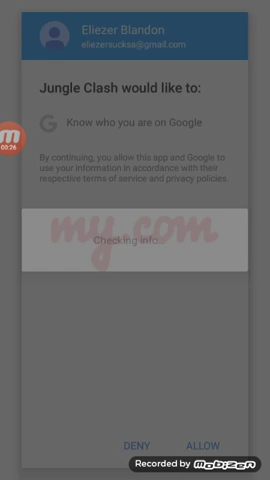 Eliezer Blandon
eliezersucksa@gmail.com
Jungle Clash would like to:
G Know who you are on Google
By continuing, you allow this app and Google to
use your information in accordance with their
respective terms of service and privacy policies.
m
00:26
my.com
Checking info...
DENY ALLOW
Recorded by mobizen